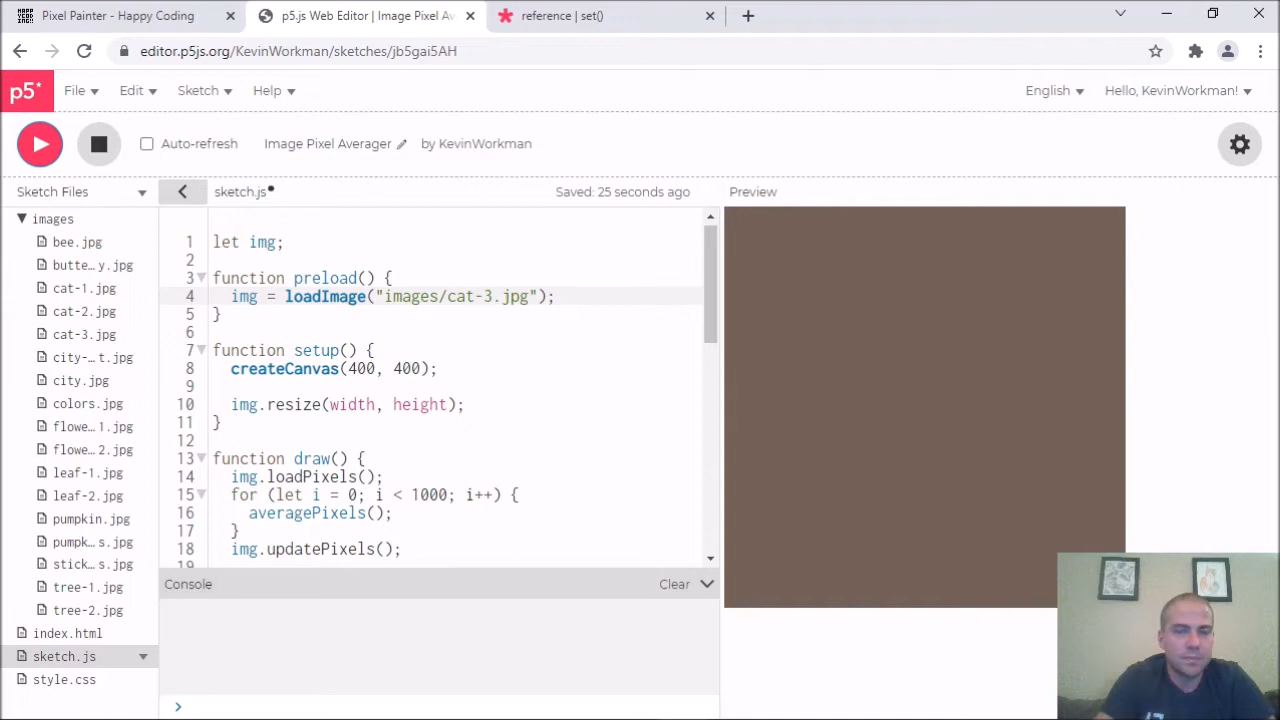 Pixel Painter - Happy Coding
p5.js Web Editor | Image Pixel Av
reference | set()
editor.p5js.org/KevinWorkman/sketches/jb5gai5AH
p5*
File
Edit
Sketch
Help
English
Hello, KevinWorkman!
Auto-refresh
Image Pixel Averager
by KevinWorkman
Sketch Files
images
bee.jpg
butte…y.jpg
cat-1.jpg
cat-2.jpg
cat-3.jpg
city-…t.jpg
city.jpg
colors.jpg
flowe…1.jpg
flowe…2.jpg
leaf-1.jpg
leaf-2.jpg
pumpkin.jpg
pumpk…s.jpg
stick…s.jpg
tree-1.jpg
tree-2.jpg
index.html
sketch.js
style.css
sketch.js
Saved: 25 seconds ago
1 let img;
2
3 function preload() {
4 img = loadImage("images/cat-3.jpg");
5 }
6
7 function setup() {
8 createCanvas(400, 400);
9
10 img.resize(width, height);
11 }
12
13 function draw() {
14 img.loadPixels();
15 for (let i = 0; i < 1000; i++) {
16 averagePixels();
17 }
18 img.updatePixels();
19
Console
Clear
>
Preview